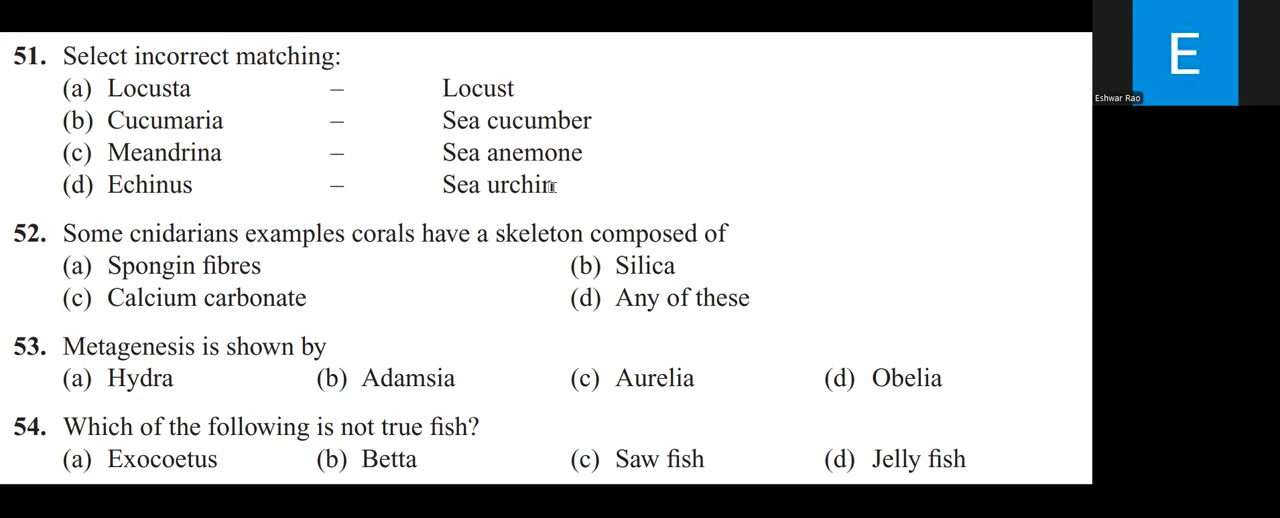 51. Select incorrect matching:
(a) Locusta – Locust
(b) Cucumaria – Sea cucumber
(c) Meandrina – Sea anemone
(d) Echinus – Sea urchin
52. Some cnidarians examples corals have a skeleton composed of
(a) Spongin fibres (b) Silica
(c) Calcium carbonate (d) Any of these
53. Metagenesis is shown by
(a) Hydra (b) Adamsia (c) Aurelia (d) Obelia
54. Which of the following is not true fish?
(a) Exocoetus (b) Betta (c) Saw fish (d) Jelly fish
E
Eshwar Rao